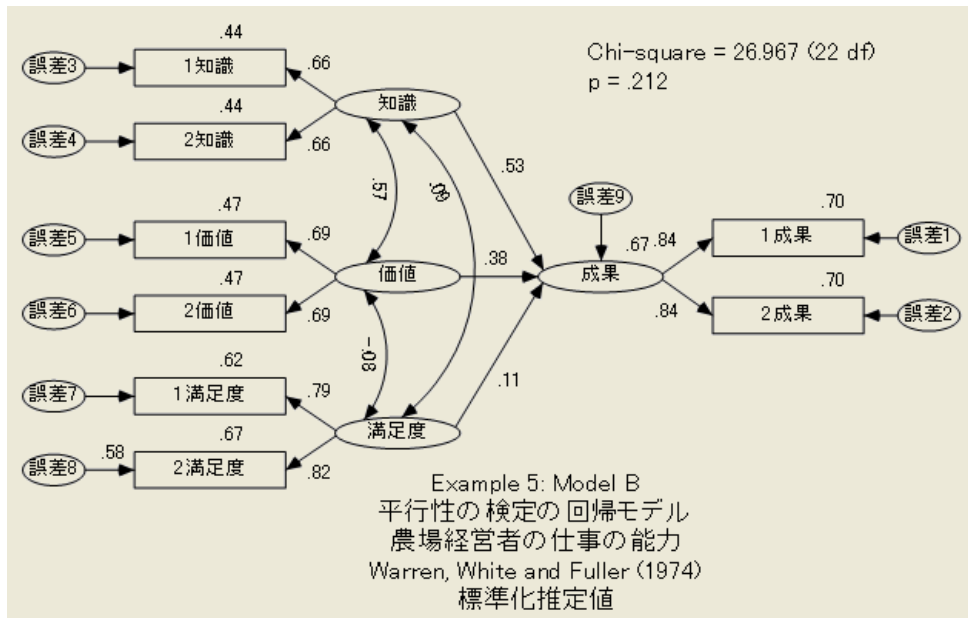 .44
誤差3
1知識
.66
Chi-square = 26.967 (22 df)
p = .212
知識
.44
誤差4
2知識
.66
.53
.57
.09
.47
誤差5
1価値
.69
価値
.38
誤差9
.67
成果
.84
.70
1成果
誤差1
.47
誤差6
2価値
.69
.84
.70
2成果
誤差2
-.08
.62
誤差7
1満足度
.79
.11
満足度
.67
誤差8
.58
2満足度
.82
Example 5: Model B
平行性の検定の回帰モデル
農場経営者の仕事の能力
Warren, White and Fuller (1974)
標準化推定値